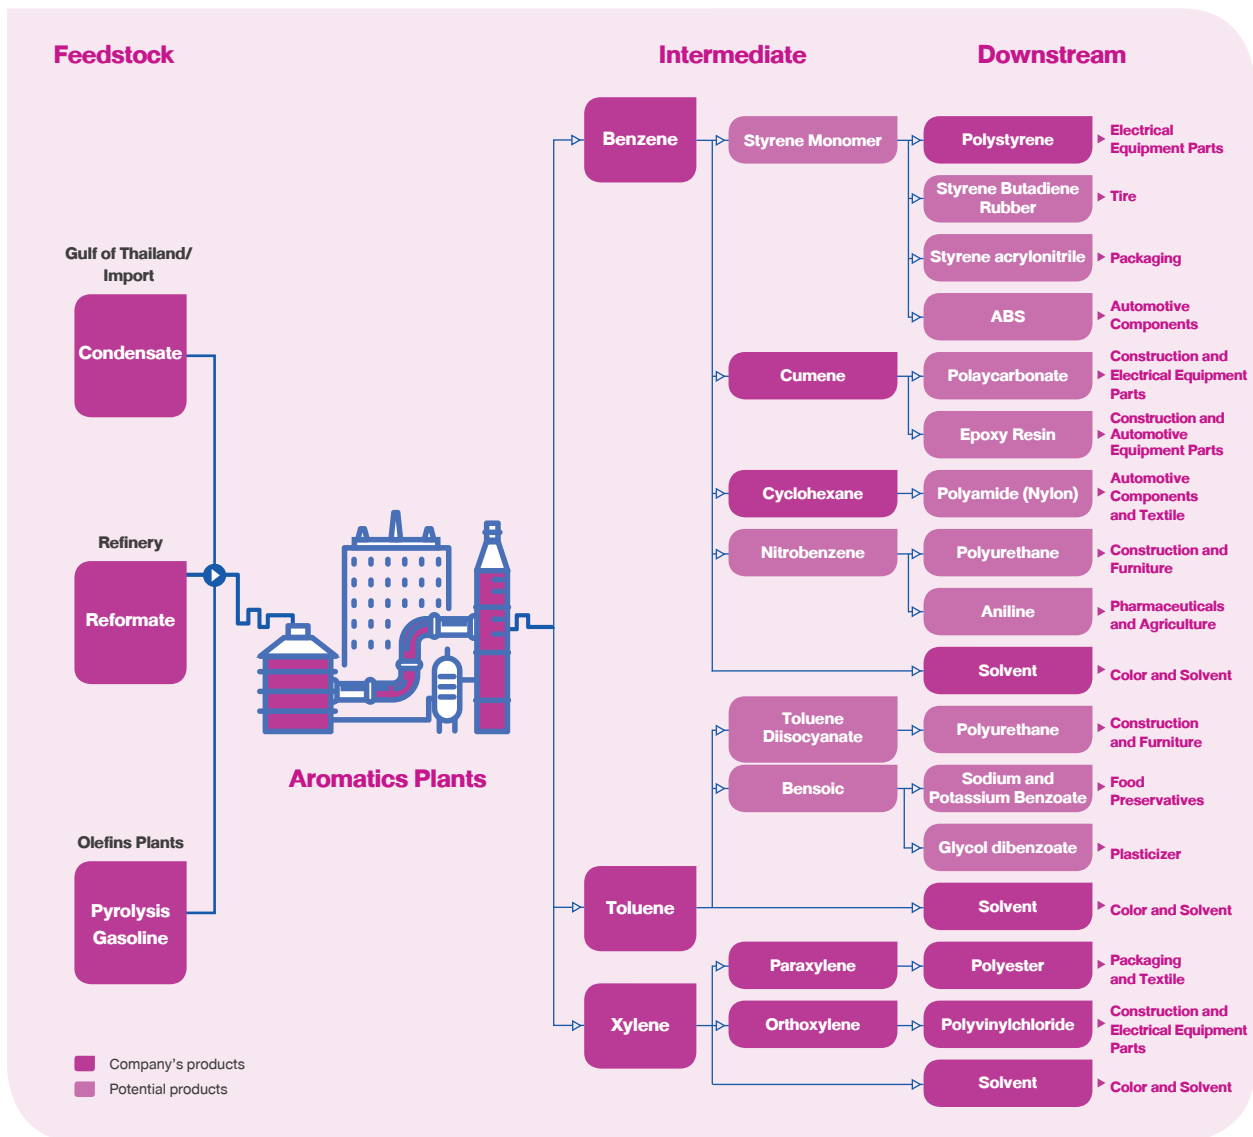 Feedstock
Intermediate
Downstream
Gulf of Thailand/
Import
Condensate
Refinery
Reformate
Olefins Plants
Pyrolysis
Gasoline
Aromatics Plants
Benzene
Styrene Monomer
Polystyrene
Electrical
Equipment Parts
Styrene Butadiene
Rubber
Tire
Styrene acrylonitrile
Packaging
ABS
Automotive
Components
Cumene
Polaycarbonate
Construction and
Electrical Equipment
Parts
Epoxy Resin
Construction and
Automotive
Equipment Parts
Cyclohexane
Polyamide (Nylon)
Automotive
Components
and Textile
Nitrobenzene
Polyurethane
Construction and
Furniture
Aniline
Pharmaceuticals
and Agriculture
Solvent
Color and Solvent
Toluene
Toluene
Diisocyanate
Polyurethane
Construction
and Furniture
Bensoic
Sodium and
Potassium Benzoate
Food
Preservatives
Glycol dibenzoate
Plasticizer
Solvent
Color and Solvent
Xylene
Paraxylene
Polyester
Packaging
and Textile
Orthoxylene
Polyvinylchloride
Construction and
Electrical Equipment
Parts
Solvent
Color and Solvent
Company's products
Potential products